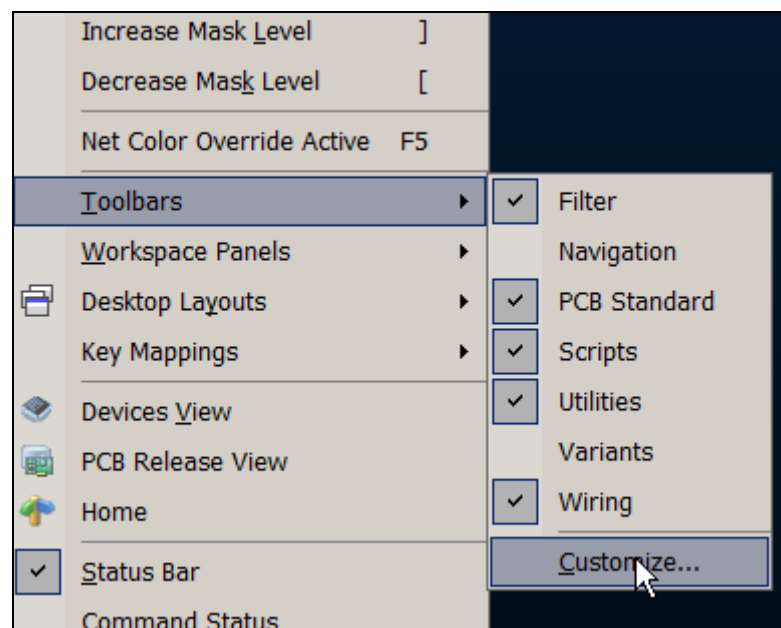 Increase Mask Level ]
Decrease Mask Level [
Net Color Override Active F5
Toolbars
Workspace Panels
Desktop Layouts
Key Mappings
Devices View
PCB Release View
Home
Status Bar
Command Status
Filter
Navigation
PCB Standard
Scripts
Utilities
Variants
Wiring
Customize...